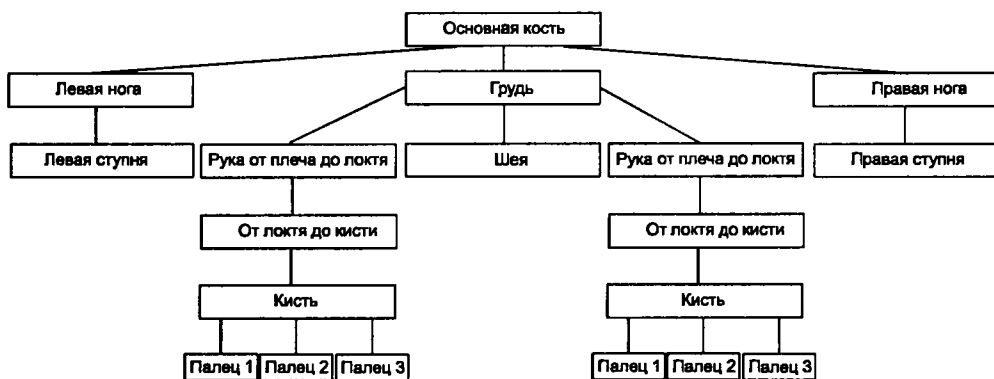 Основная кость
Левая нога
Грудь
Правая нога
Левая ступня
Рука от плеча до локтя
Шея
Рука от плеча до локтя
Правая ступня
От локтя до кисти
От локтя до кисти
Кисть
Кисть
Палец 1
Палец 2
Палец 3
Палец 1
Палец 2
Палец 3